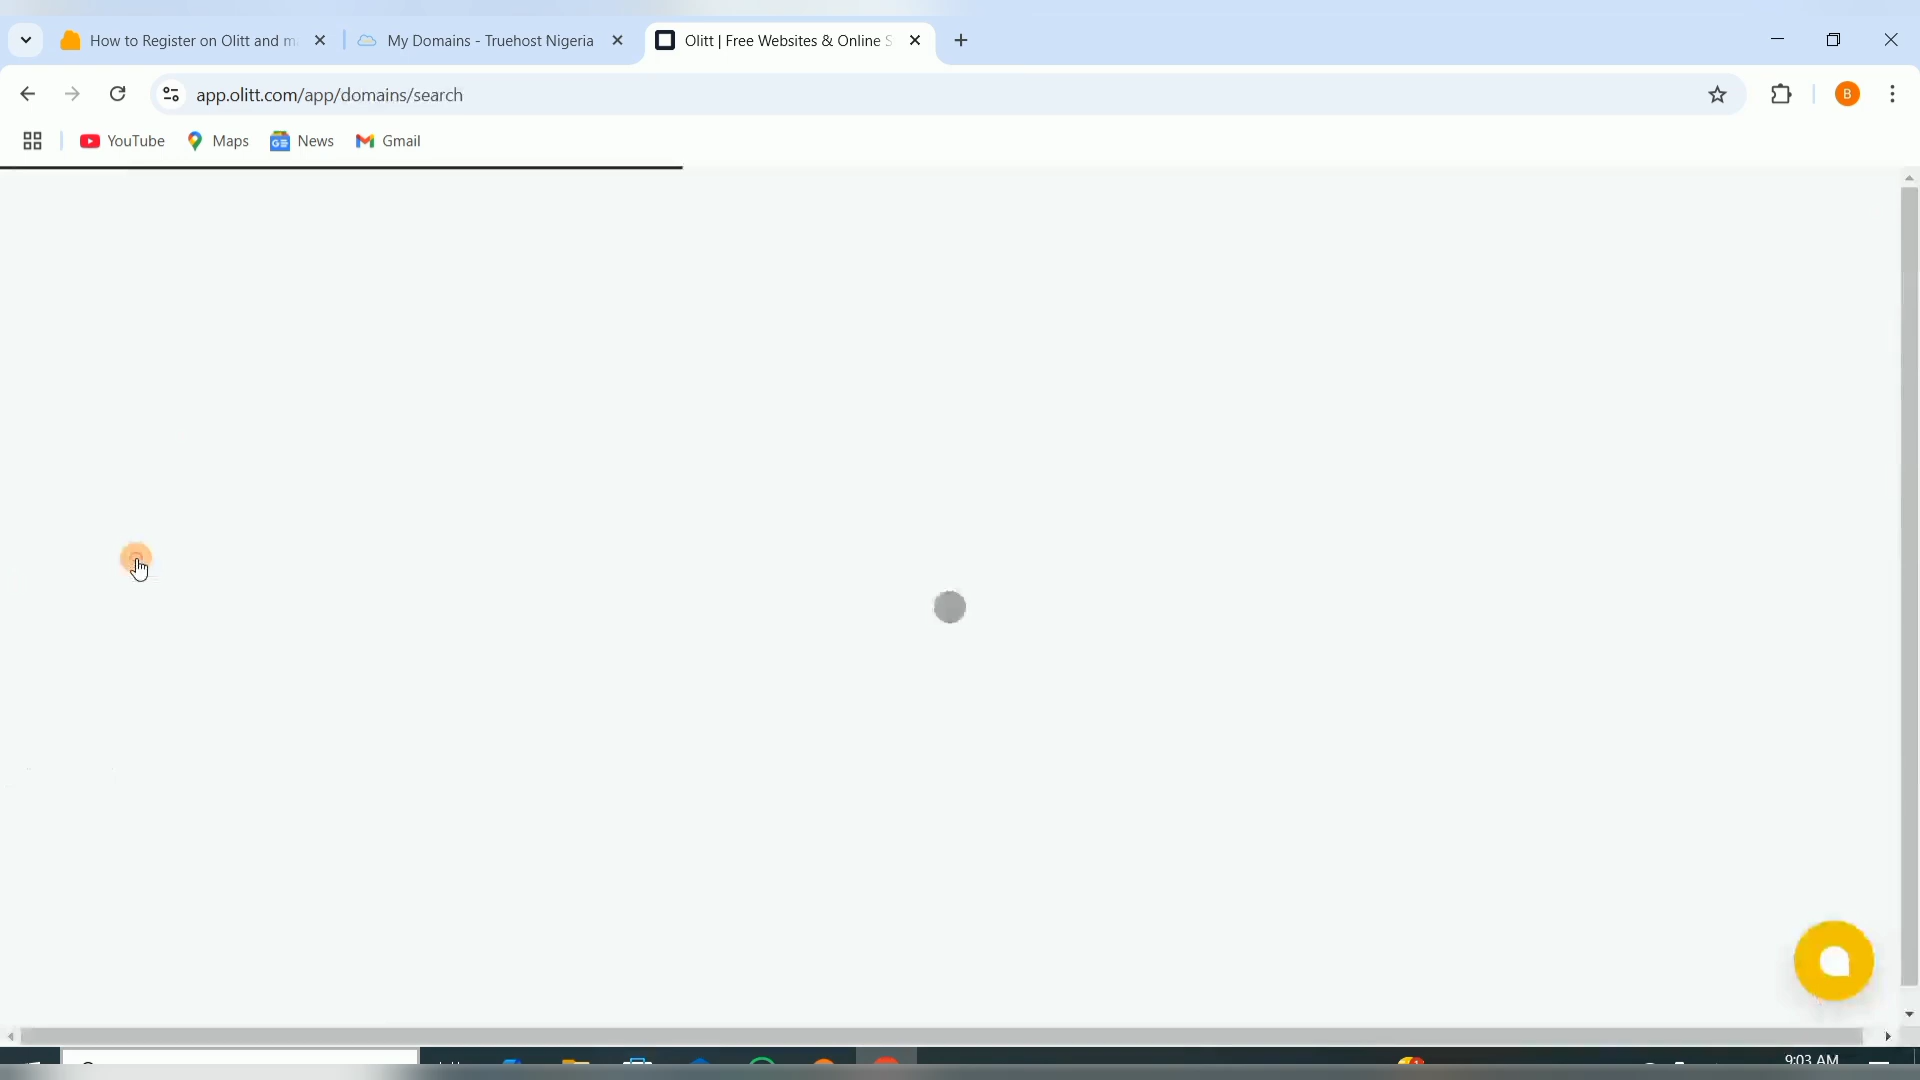 How to Register on Olitt and m
My Domains - Truehost Nigeria
Olitt | Free Websites & Online S
app.olitt.com/app/domains/search
B
YouTube
Maps
News
Gmail
9:03 AM